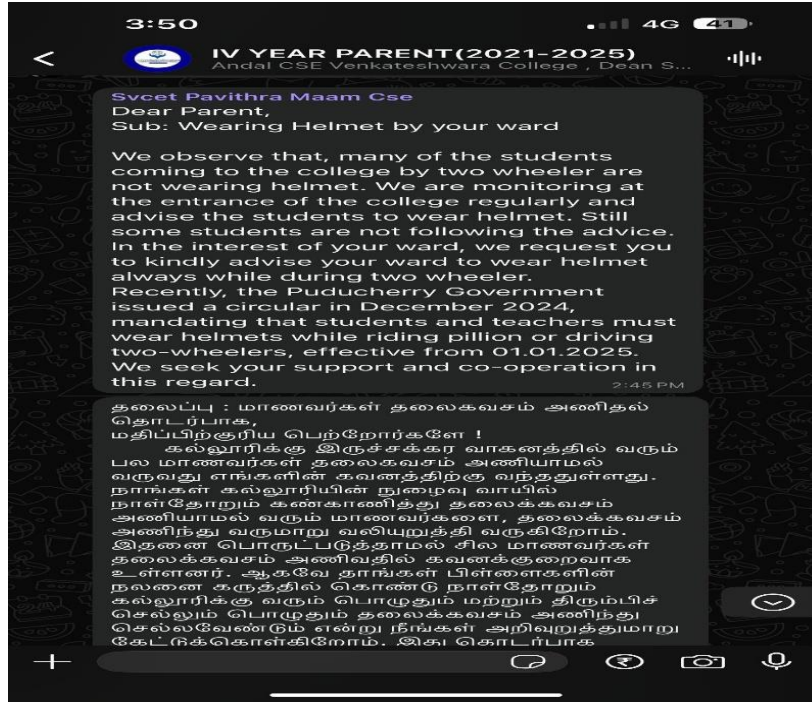 3:50
4G 41
IV YEAR PARENT(2021-2025)
Andal CSE Venkateshwara College , Dean S...
Svcet Pavithra Maam Cse
Dear Parent,
Sub: Wearing Helmet by your ward
We observe that, many of the students
coming to the college by two wheeler are
not wearing helmet. We are monitoring at
the entrance of the college regularly and
advise the students to wear helmet. Still
some students are not following the advice.
In the interest of your ward, we request you
to kindly advise your ward to wear helmet
always while during two wheeler.
Recently, the Puducherry Government
issued a circular in December 2024,
mandating that students and teachers must
wear helmets while riding pillion or driving
two-wheelers, effective from 01.01.2025.
We seek your support and co-operation in
this regard.
2:45 PM
தலைப்பு : மாணவர்கள் தலைகவசம் அணிதல்
தொடர்பாக,
மதிப்பிற்குரிய பெற்றோர்களே !
கல்லூரிக்கு இருச்சக்கர வாகனத்தில் வரும்
பல மாணவர்கள் தலைகவசம் அணியாமல்
வருவது எங்களின் கவனத்திற்கு வந்ததுள்ளது.
நாங்கள் கல்லூரியின் நுழைவு வாயில்
நாள்தோறும் கண்காணித்து தலைக்கவசம்
அணியாமல் வரும் மாணவர்களை, தலைக்கவசம்
அணிந்து வருமாறு வலியுறுத்தி வருகிறோம்.
இதனை பொருட்படுத்தாமல் சில மாணவர்கள்
தலைக்கவசம் அணிவதில் கவனக்குறைவாக
உள்ளனர். ஆகவே தாங்கள் பிள்ளைகளின்
நலனை கருத்தில் கொண்டு நாள்தோறும்
கல்லூரிக்கு வரும் பொழுதும் மற்றும் திரும்பிச்
செல்லும் பொழுதும் தலைக்கவசம் அணிந்து
செல்லவேண்டும் என்று நீங்கள் அறிவுறுத்துமாறு
கேட்டுக்கொள்கிறோம். இது தொடர்பாக